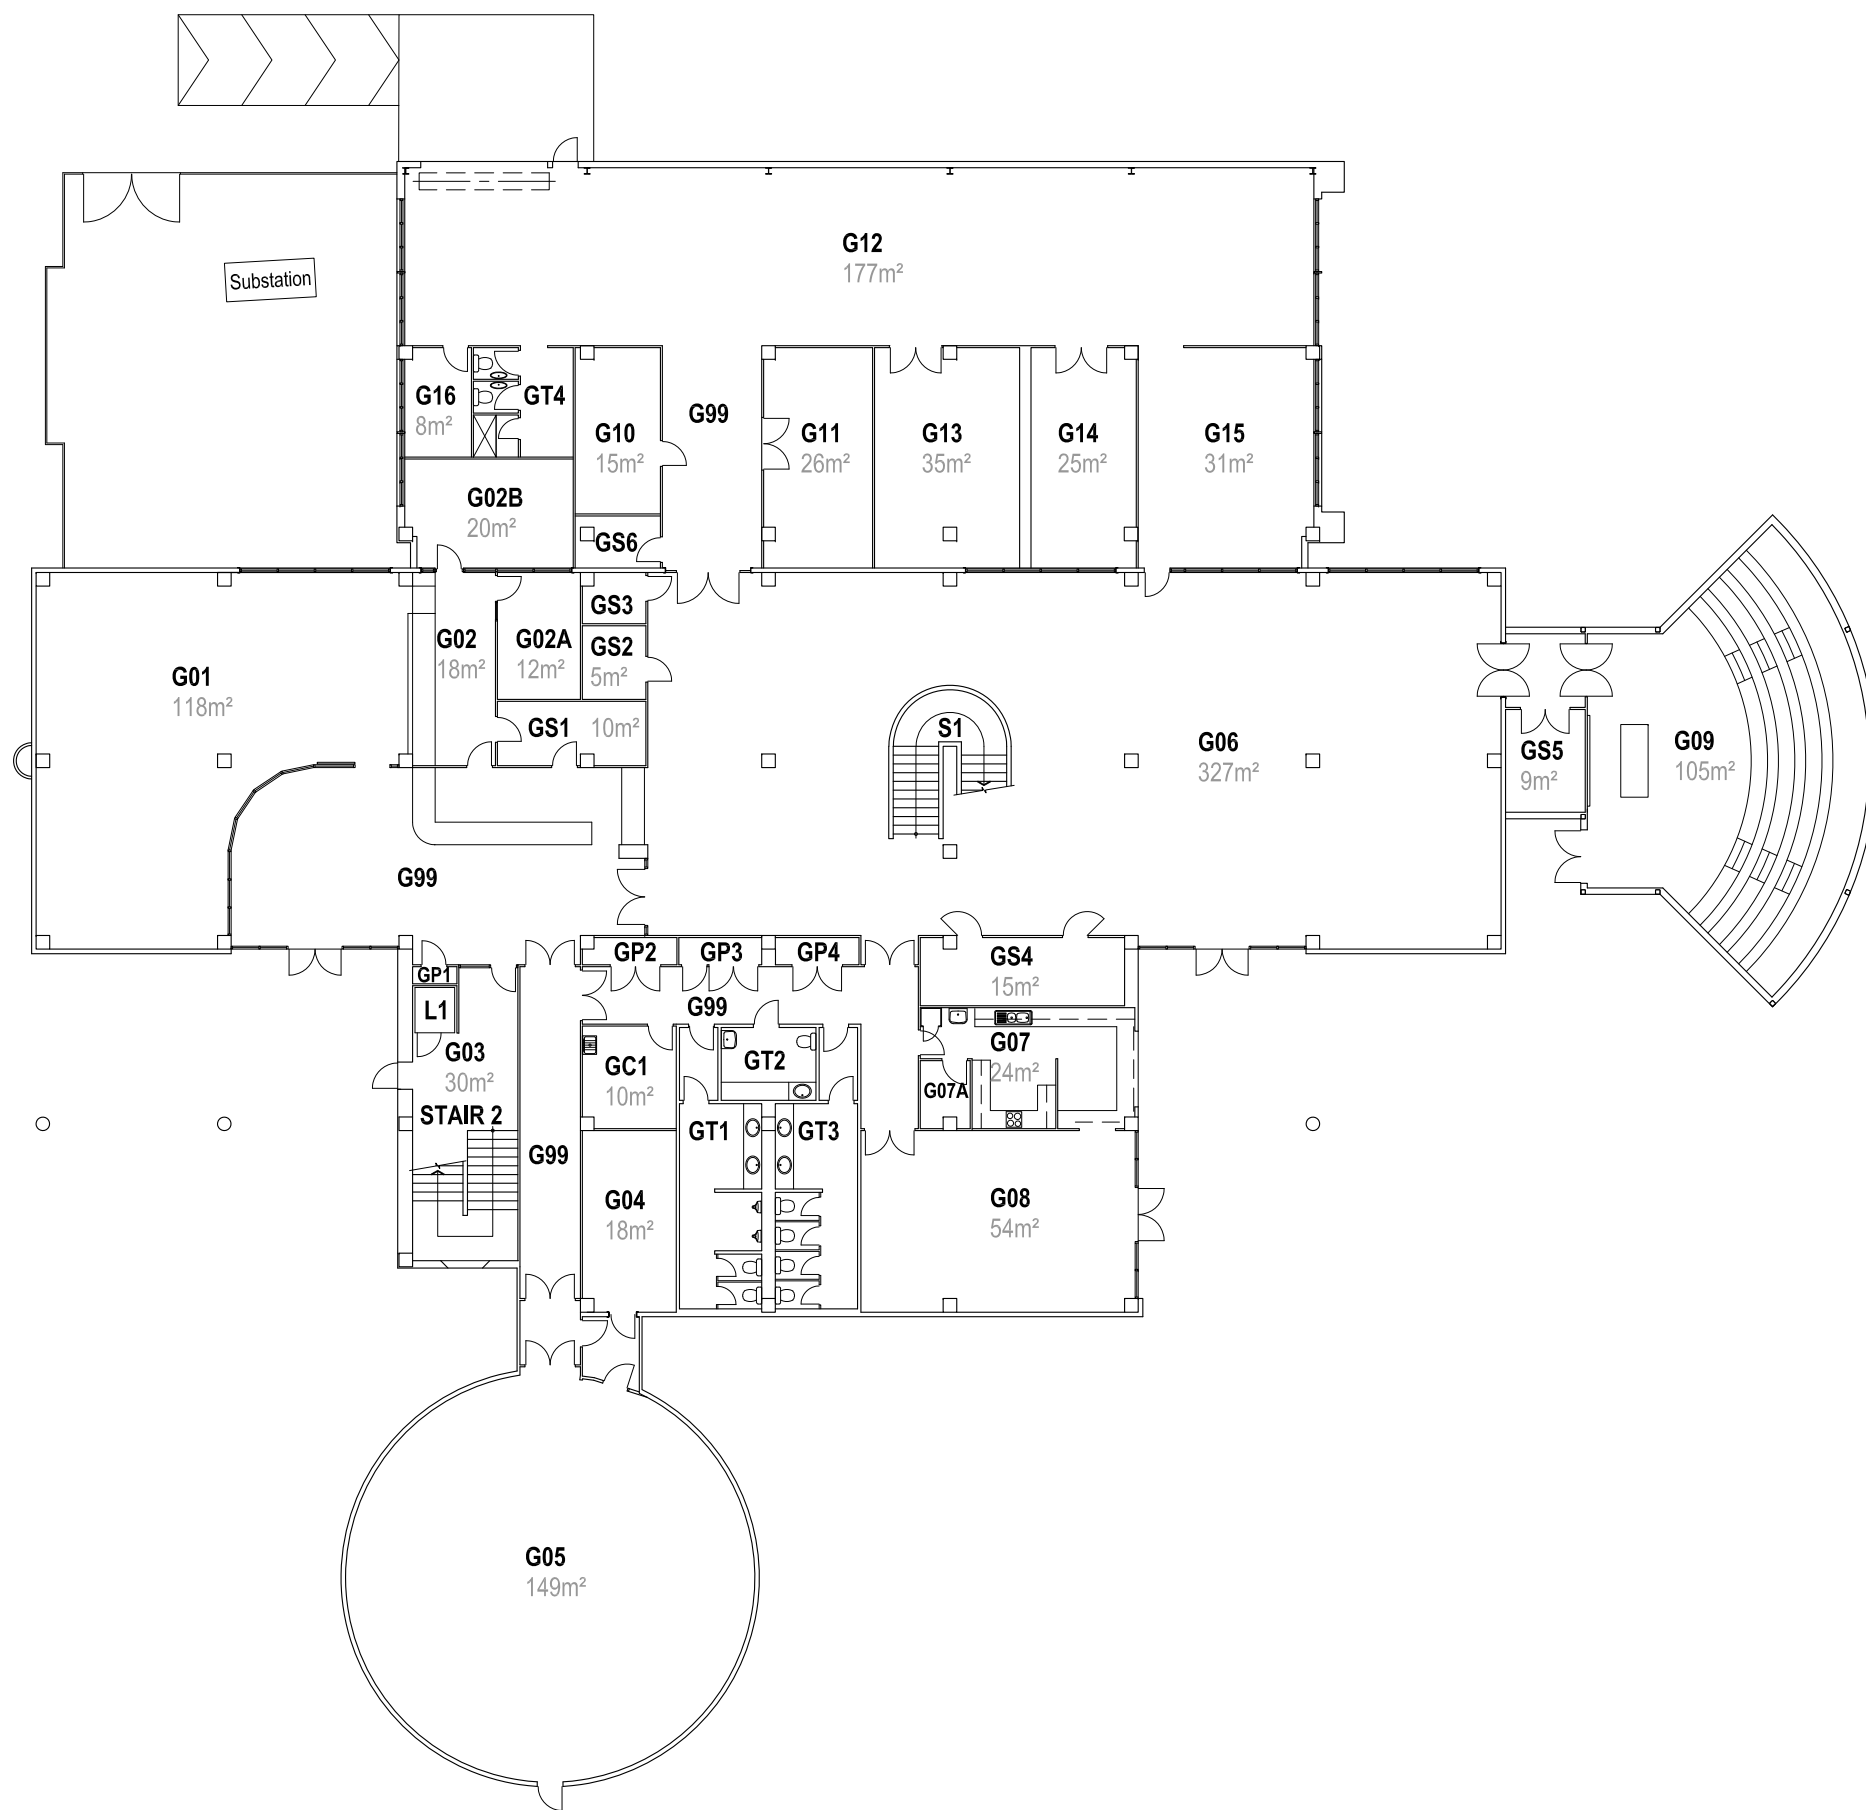 G12
177m²
Substation
G16
8m²
GT4
G10
15m²
G99
G11
26m²
G13
35m²
G14
25m²
G15
31m²
G02B
20m²
GS6
GS3
G02
18m²
G02A
12m²
GS2
5m²
G01
118m²
GS1
10m²
S1
G06
327m²
GS5
9m²
G09
105m²
G99
GP1
GP2
GP3
GP4
GS4
15m²
L1
G99
G03
30m²
GC1
10m²
GT2
G07
24m²
G07A
STAIR 2
GT1
GT3
G99
G04
18m²
G08
54m²
G05
149m²